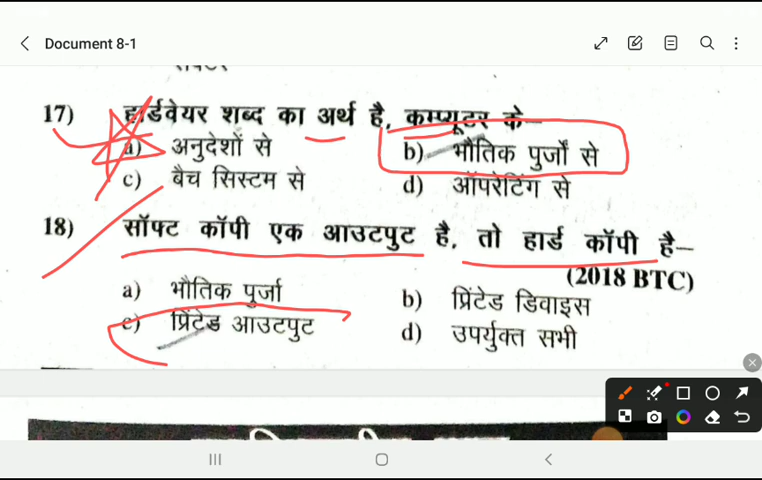 Document 8-1
17) हार्डवेयर शब्द का अर्थ है, कम्प्यूटर के–
a) अनुदेशों से b) भौतिक पुर्जों से
c) बैच सिस्टम से d) ऑपरेटिंग से
18) सॉफ्ट कॉपी एक आउटपुट है, तो हार्ड कॉपी है–
(2018 BTC)
a) भौतिक पूर्जा b) प्रिंटेड डिवाइस
c) प्रिंटेड आउटपुट d) उपर्युक्त सभी